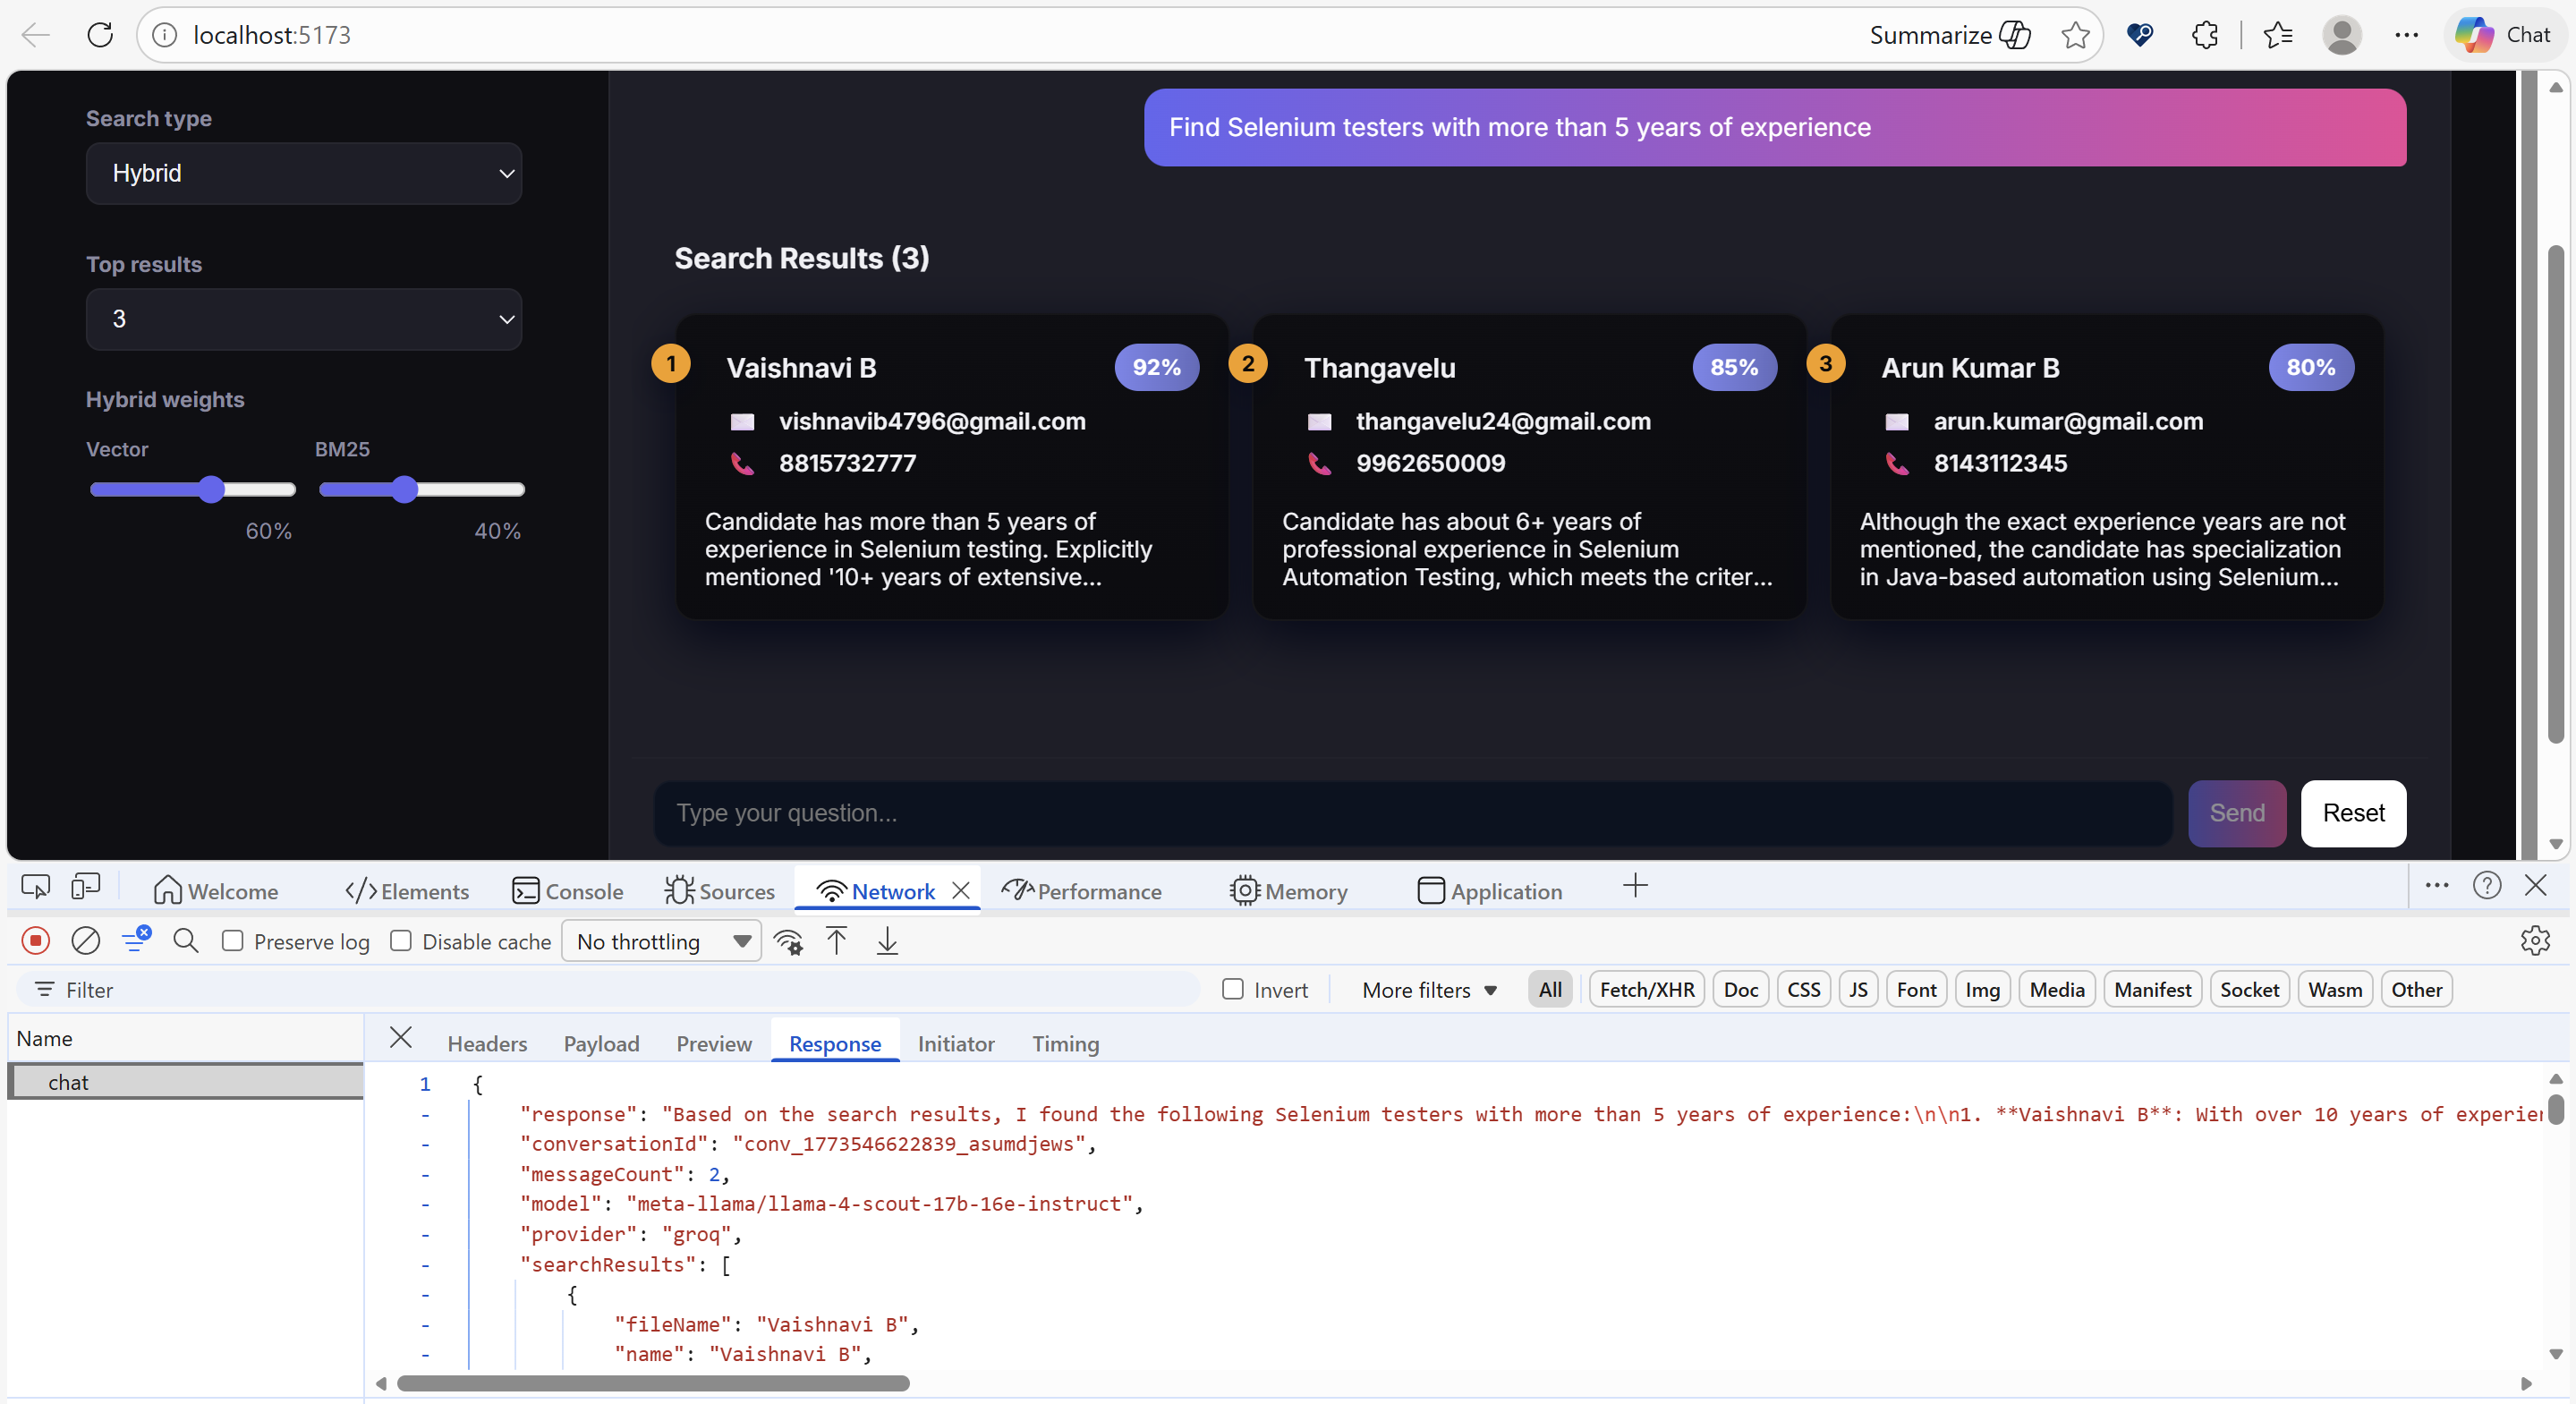 localhost:5173
Summarize
Chat
Search type
Hybrid
Top results
3
Hybrid weights
Vector
BM25
60%
40%
Find Selenium testers with more than 5 years of experience
Search Results (3)
1
Vaishnavi B
92%
vishnavib4796@gmail.com
8815732777
Candidate has more than 5 years of
experience in Selenium testing. Explicitly
mentioned '10+ years of extensive...
2
Thangavelu
85%
thangavelu24@gmail.com
9962650009
Candidate has about 6+ years of
professional experience in Selenium
Automation Testing, which meets the criter...
3
Arun Kumar B
80%
arun.kumar@gmail.com
8143112345
Although the exact experience years are not
mentioned, the candidate has specialization
in Java-based automation using Selenium...
Type your question...
Send
Reset
Welcome
Elements
Console
Sources
Network
Performance
Memory
Application
Preserve log
Disable cache
No throttling
Filter
Invert
More filters
All
Fetch/XHR
Doc
CSS
JS
Font
Img
Media
Manifest
Socket
Wasm
Other
Name
chat
Headers
Payload
Preview
Response
Initiator
Timing
1 {
- "response": "Based on the search results, I found the following Selenium testers with more than 5 years of experience:\n\n1. **Vaishnavi B**: With over 10 years of experien
- "conversationId": "conv_1773546622839_asumdjews",
- "messageCount": 2,
- "model": "meta-llama/llama-4-scout-17b-16e-instruct",
- "provider": "groq",
- "searchResults": [
- {
- "fileName": "Vaishnavi B",
- "name": "Vaishnavi B",